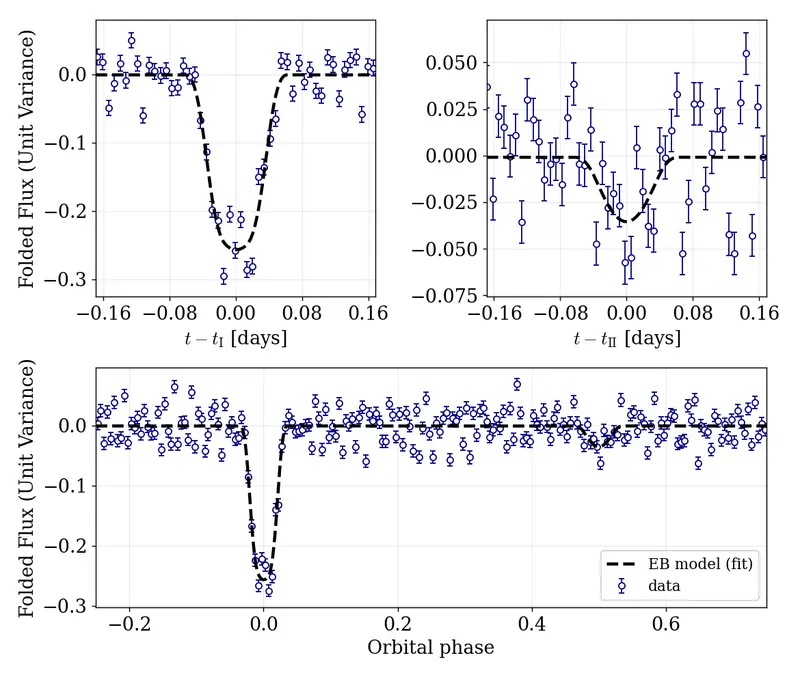 Folded Flux (Unit Variance)
0.0
−0.1
−0.2
−0.3
−0.16 −0.08 0.00 0.08 0.16
t − tI [days]
0.050
0.025
0.000
−0.025
−0.050
−0.075
−0.16 −0.08 0.00 0.08 0.16
t − tII [days]
Folded Flux (Unit Variance)
0.0
−0.1
−0.2
−0.3
−0.2 0.0 0.2 0.4 0.6
Orbital phase
EB model (fit)
data